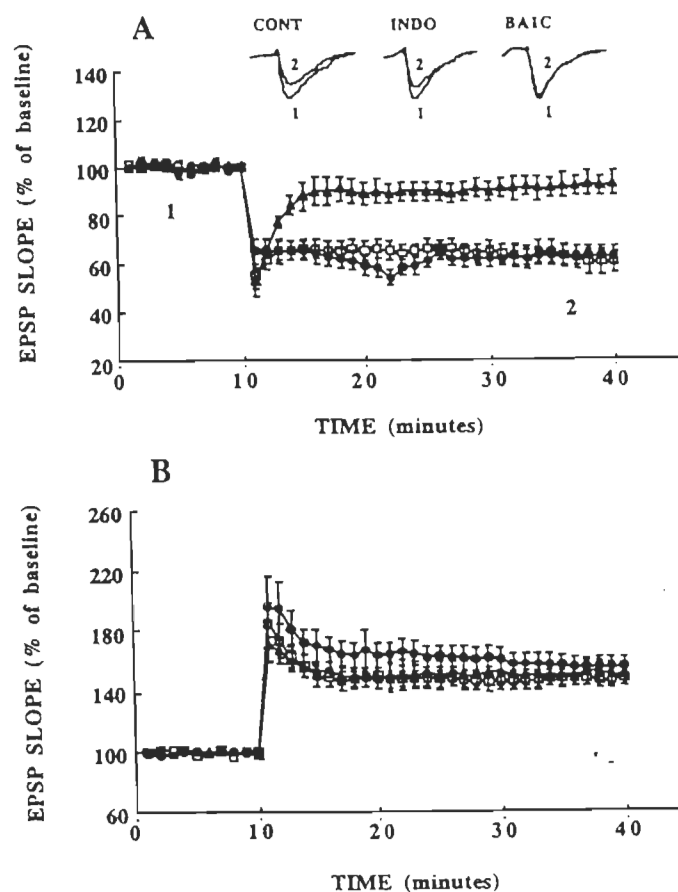 A
CONT INDO BAIC
2 2 2
1 1 1
EPSP SLOPE (% of baseline)
140
120
100
80
60
40
20
1
2
0 10 20 30 40
TIME (minutes)
B
EPSP SLOPE (% of baseline)
260
220
180
140
100
60
0 10 20 30 40
TIME (minutes)